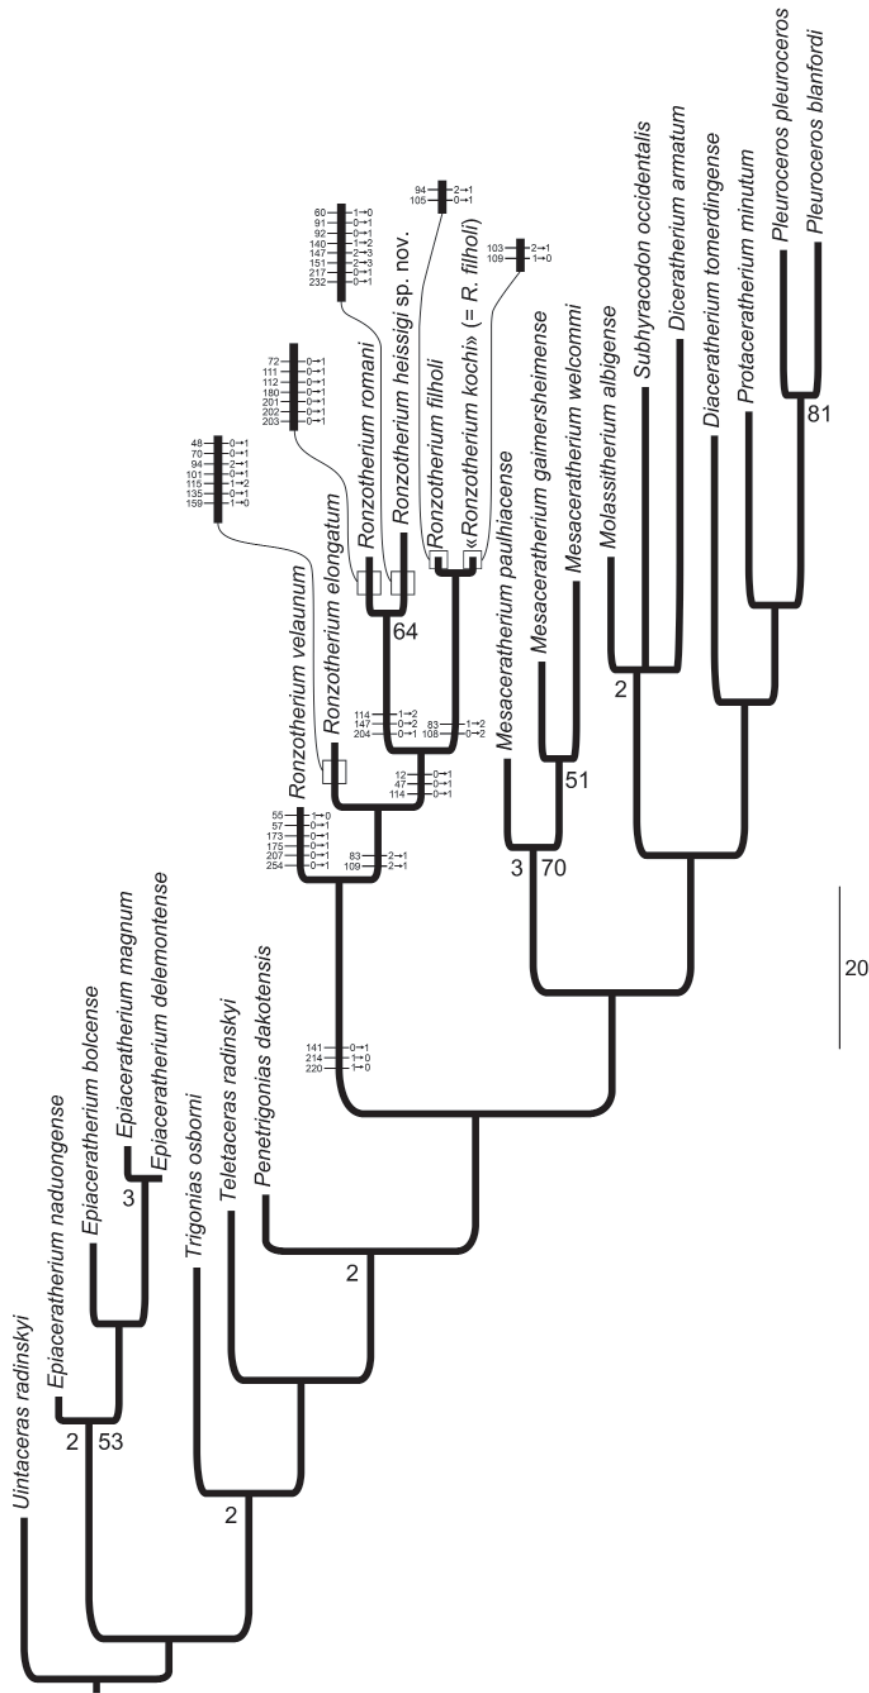 Uintaceras radinskyi
Epiaceratherium naduongense
Epiaceratherium bolcense
Epiaceratherium magnum
Epiaceratherium delemontense
Trigonias osborni
Teletaceras radinskyi
Penetrigonias dakotensis
Ronzotherium velaunum
Ronzotherium elongatum
Ronzotherium romani
Ronzotherium heissigi sp. nov.
Ronzotherium filholi
«Ronzotherium kochi» (= R. filholi)
Mesaceratherium paulhiacense
Mesaceratherium gaimersheimense
Mesaceratherium welcommi
Molassitherium albigense
Subhyracodon occidentalis
Diceratherium armatum
Diaceratherium tomerdingense
Protaceratherium minutum
Pleuroceros pleuroceros
Pleuroceros blanfordi
48 0→1
70 0→1
94 2→1
101 0→1
115 1→2
135 0→1
159 1→0
72 0→1
111 0→1
112 0→1
180 0→1
201 0→1
202 0→1
203 0→1
60 1→0
91 0→1
92 0→1
140 1→2
147 2→3
151 2→3
217 0→1
232 0→1
94 2→1
105 0→1
103 2→1
109 1→0
114 1→2
147 0→2
204 0→1
83 1→2
108 0→2
12 0→1
47 0→1
114 0→1
55 1→0
57 0→1
173 0→1
175 0→1
207 0→1
254 0→1
83 2→1
109 2→1
141 0→1
214 1→0
220 1→0
81
64
2
51
3 70
20
3
2
2 53
2